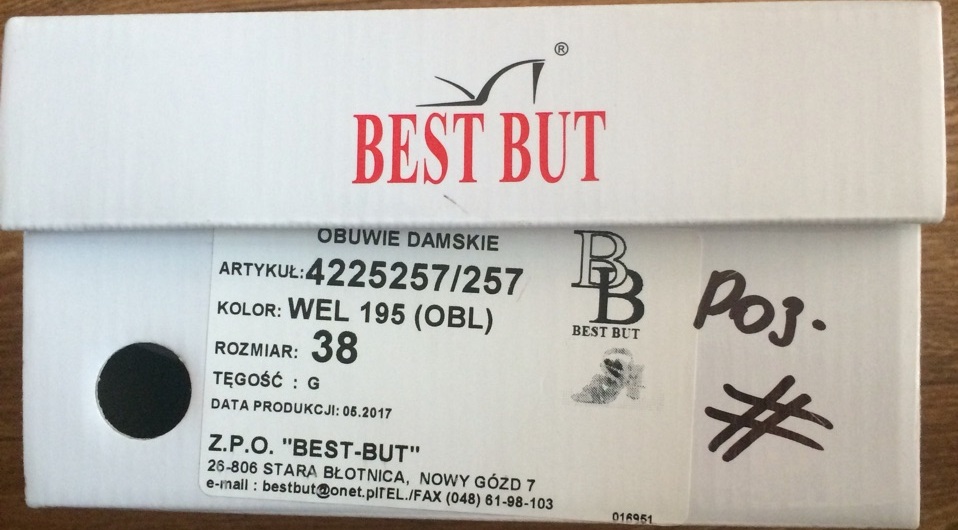 ®
BEST BUT
OBUWIE DAMSKIE
ARTYKUŁ:4225257/257
KOLOR: WEL 195 (OBL)
ROZMIAR: 38
TĘGOŚĆ : G
DATA PRODUKCJI: 05.2017
Z.P.O. "BEST-BUT"
26-806 STARA BŁOTNICA, NOWY GÓZD 7
e-mail : bestbut@onet.plTEL./FAX (048) 61-98-103
BB
BEST BUT
016951
poj.
#